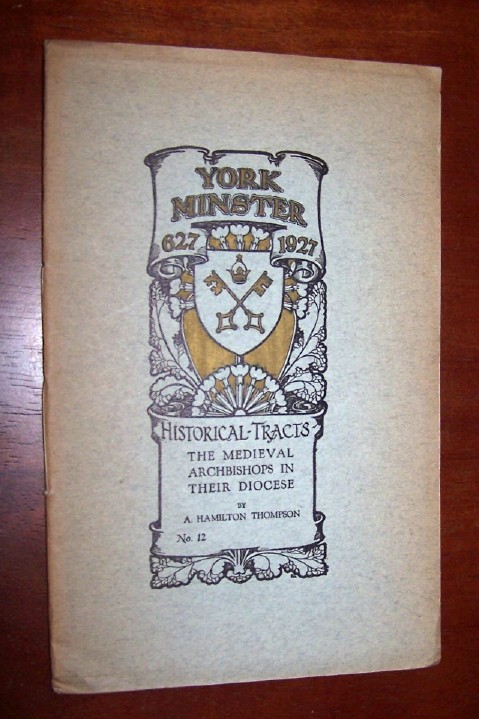 YORK
MINSTER
627 1927
HISTORICAL-TRACTS
THE MEDIEVAL
ARCHBISHOPS IN
THEIR DIOCESE
BY
A. HAMILTON THOMPSON
No. 12